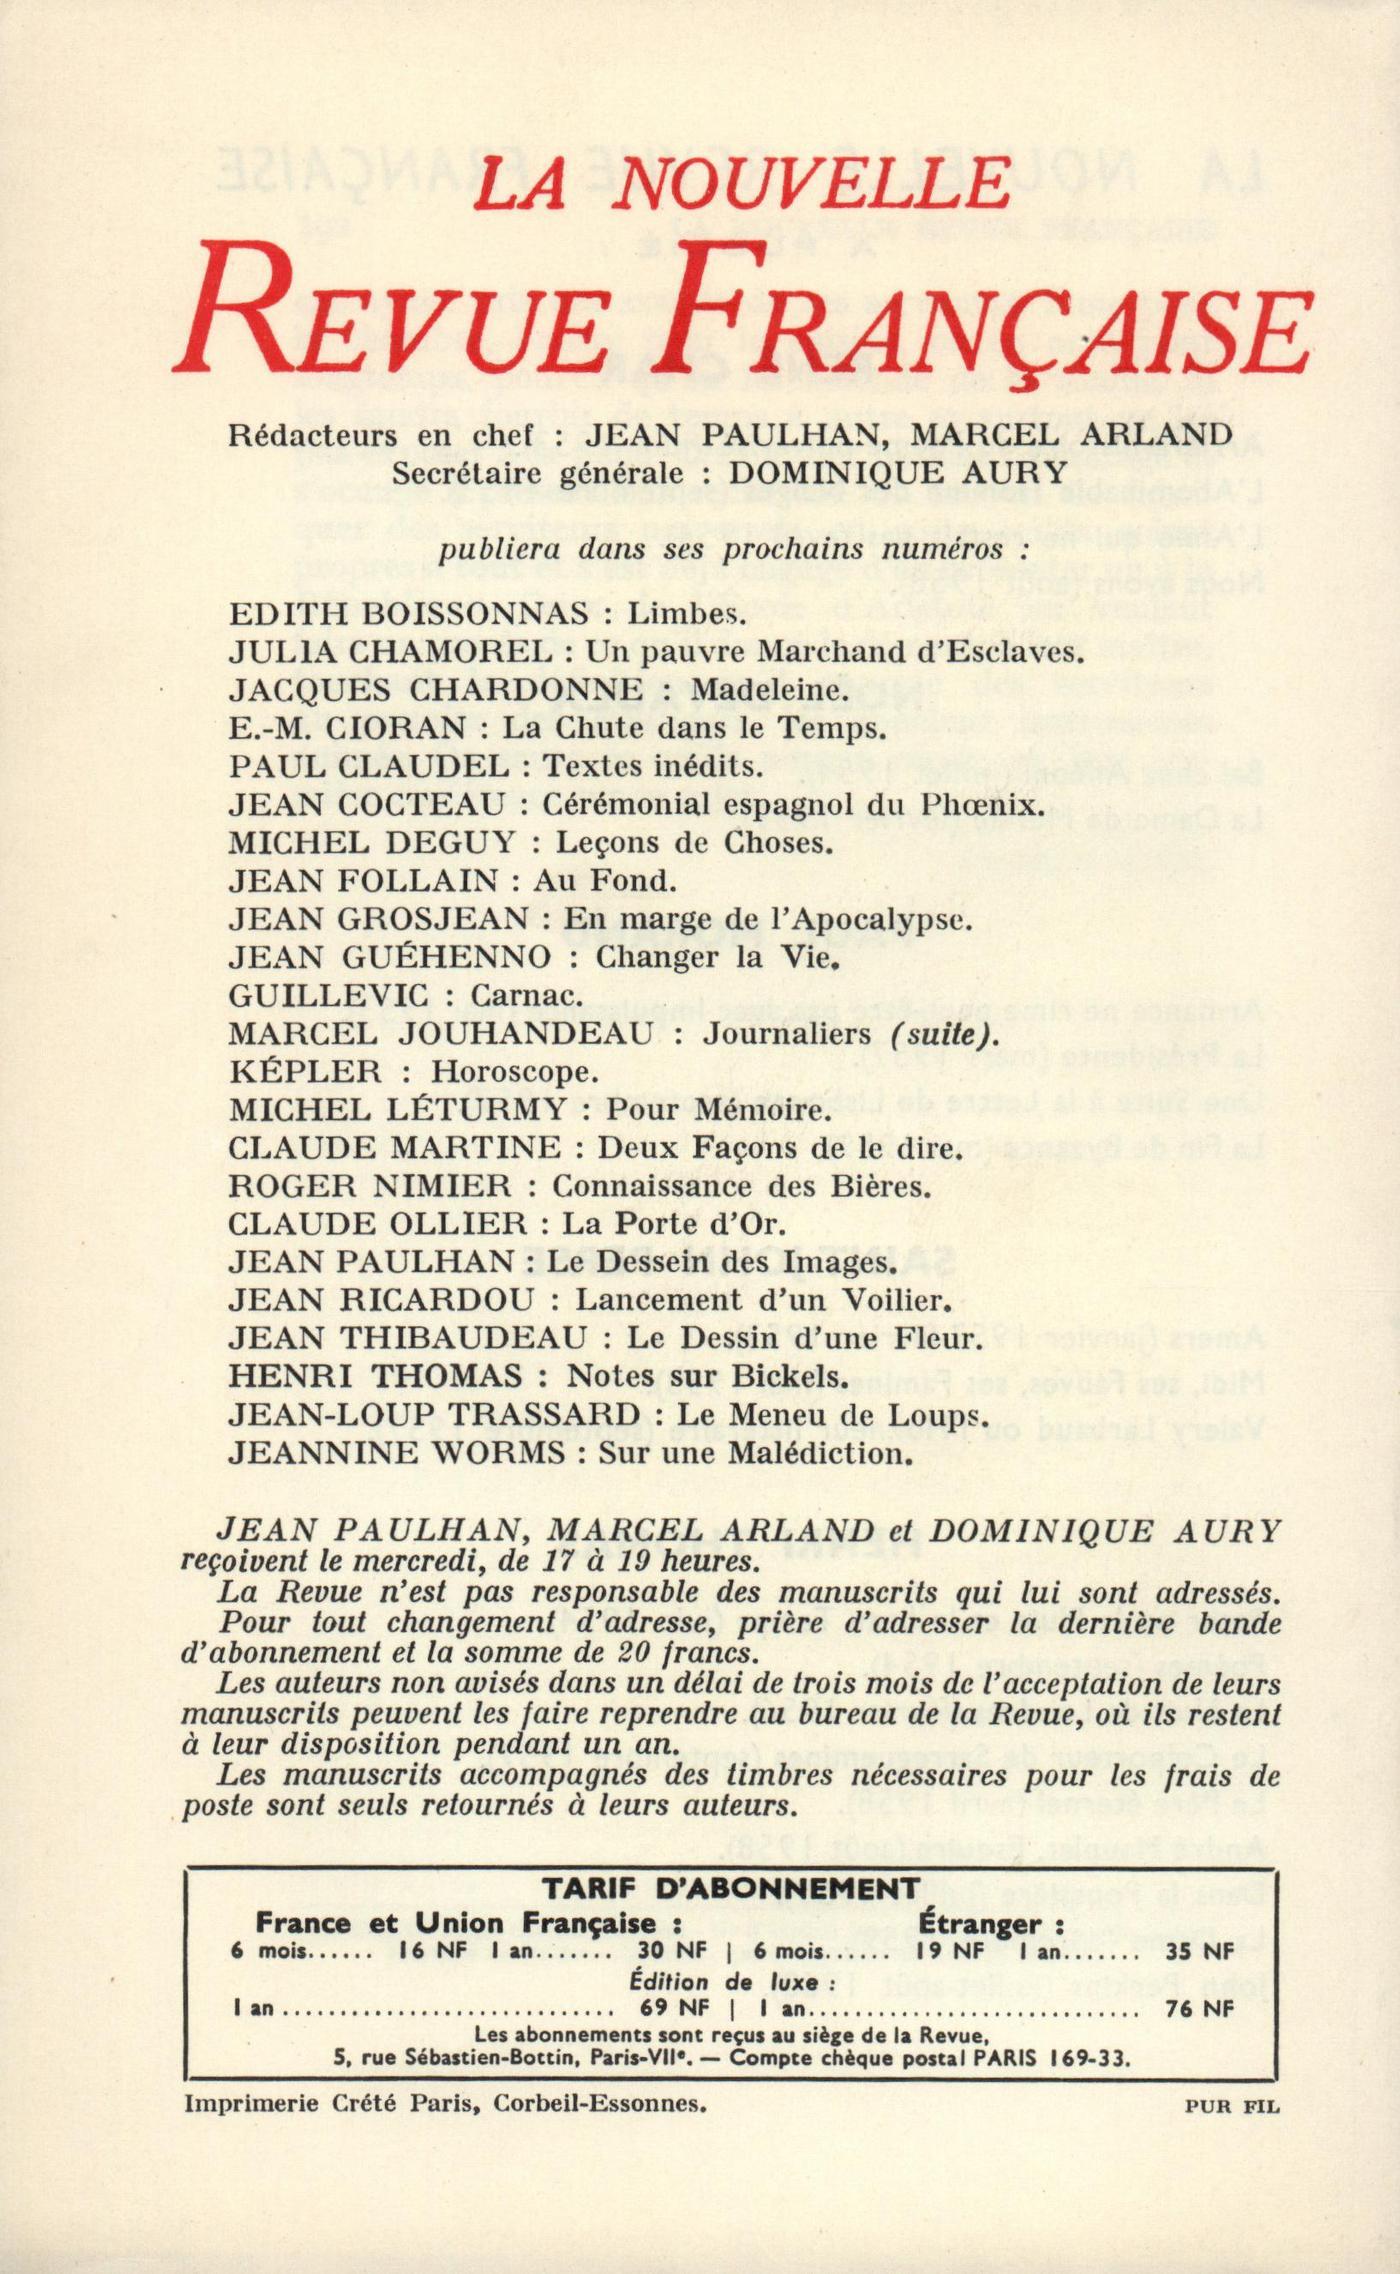 LA NOUVELLE
REVUE FRANÇAISE
Rédacteurs en chef : JEAN PAULHAN, MARCEL ARLAND
Secrétaire générale : DOMINIQUE AURY
publiera dans ses prochains numéros :
EDITH BOISSONNAS : Limbes.
JULIA CHAMOREL : Un pauvre Marchand d'Esclaves.
JACQUES CHARDONNE : Madeleine.
E.-M. CIORAN : La Chute dans le Temps.
PAUL CLAUDEL : Textes inédits.
JEAN COCTEAU : Cérémonial espagnol du Phœnix.
MICHEL DEGUY : Leçons de Choses.
JEAN FOLLAIN : Au Fond.
JEAN GROSJEAN : En marge de l'Apocalypse.
JEAN GUÉHENNO : Changer la Vie.
GUILLEVIC : Carnac.
MARCEL JOUHANDEAU : Journaliers (suite).
KÉPLER : Horoscope.
MICHEL LÉTURMY : Pour Mémoire.
CLAUDE MARTINE : Deux Façons de le dire.
ROGER NIMIER : Connaissance des Bières.
CLAUDE OLLIER : La Porte d'Or.
JEAN PAULHAN : Le Dessein des Images.
JEAN RICARDOU : Lancement d'un Voilier.
JEAN THIBAUDEAU : Le Dessin d'une Fleur.
HENRI THOMAS : Notes sur Bickels.
JEAN-LOUP TRASSARD : Le Meneu de Loups.
JEANNINE WORMS : Sur une Malédiction.
JEAN PAULHAN, MARCEL ARLAND et DOMINIQUE AURY
reçoivent le mercredi, de 17 à 19 heures.
La Revue n'est pas responsable des manuscrits qui lui sont adressés.
Pour tout changement d'adresse, prière d'adresser la dernière bande
d'abonnement et la somme de 20 francs.
Les auteurs non avisés dans un délai de trois mois de l'acceptation de leurs
manuscrits peuvent les faire reprendre au bureau de la Revue, où ils restent
à leur disposition pendant un an.
Les manuscrits accompagnés des timbres nécessaires pour les frais de
poste sont seuls retournés à leurs auteurs.
TARIF D'ABONNEMENT
France et Union Française : Étranger :
6 mois...... 16 NF 1 an....... 30 NF | 6 mois...... 19 NF 1 an....... 35 NF
Édition de luxe :
1 an ............................ 69 NF | 1 an............................ 76 NF
Les abonnements sont reçus au siège de la Revue,
5, rue Sébastien-Bottin, Paris-VIIe. — Compte chèque postal PARIS 169-33.
Imprimerie Crété Paris, Corbeil-Essonnes. PUR FIL